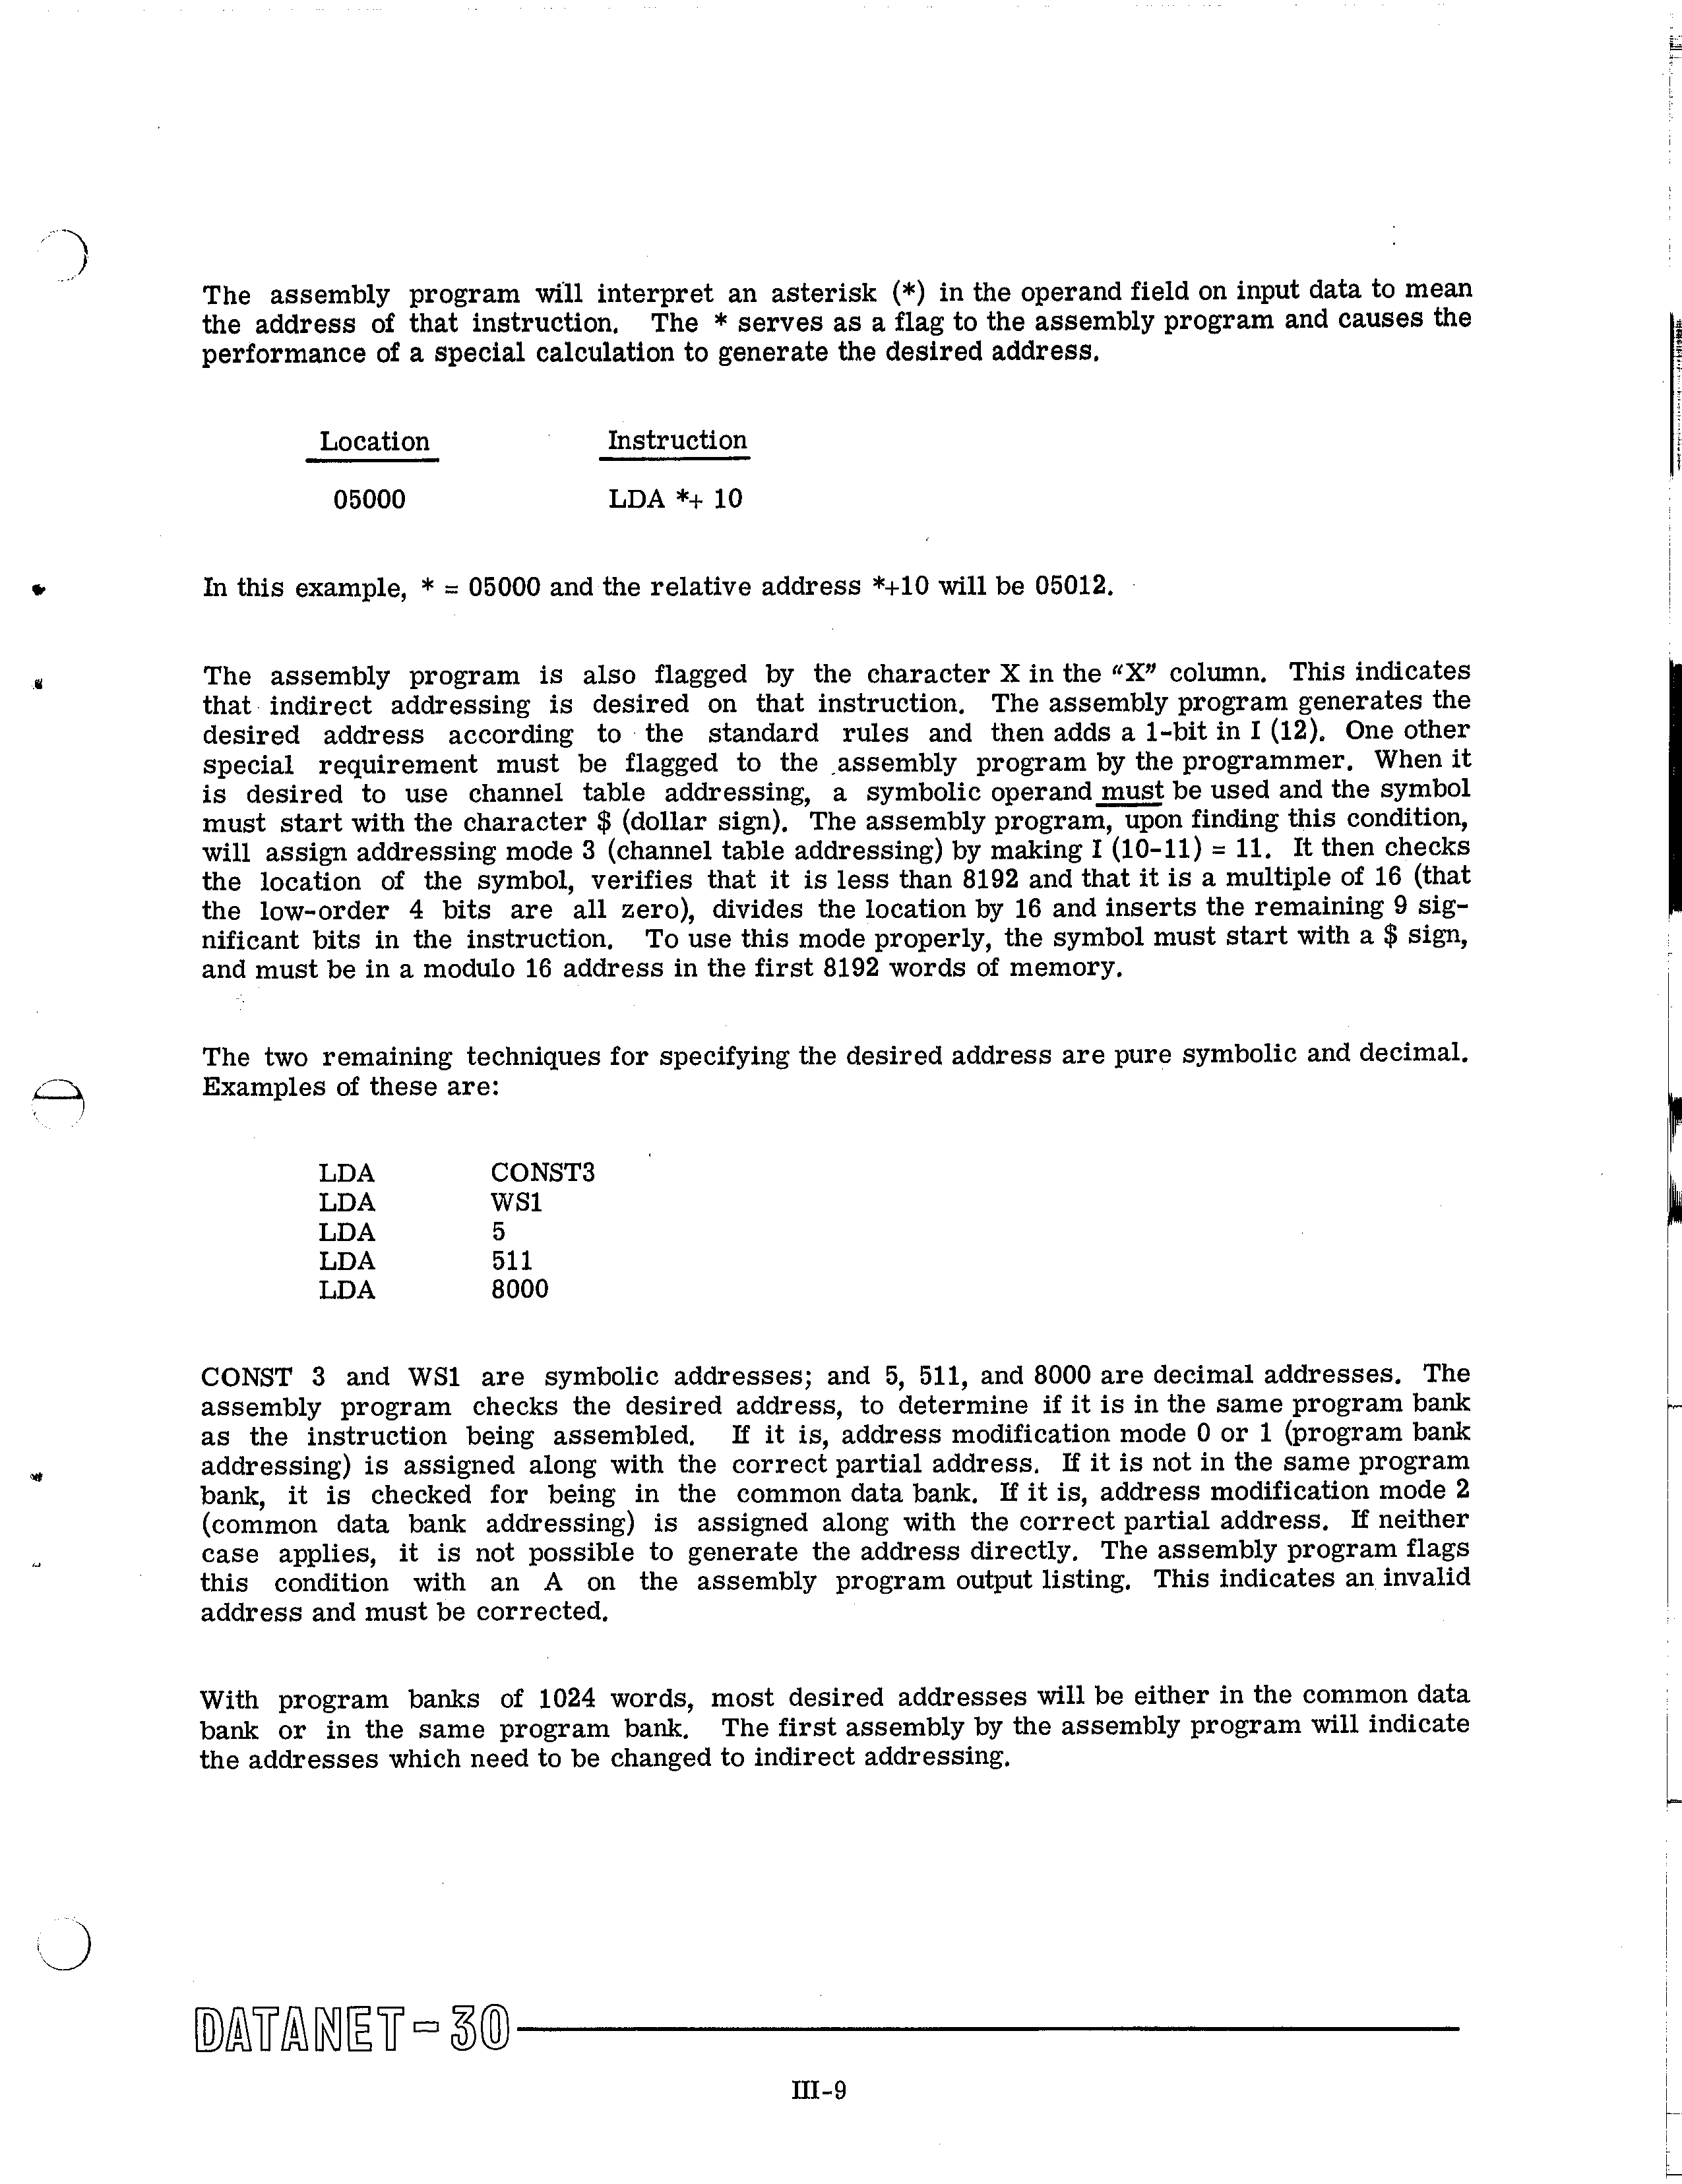 The assembly program will interpret an asterisk (*) in the operand field on input data to mean
the address of that instruction. The * serves as a flag to the assembly program and causes the
performance of a special calculation to generate the desired address.
Location Instruction
05000 LDA *+ 10
In this example, * = 05000 and the relative address *+10 will be 05012.
The assembly program is also flagged by the character X in the “X” column. This indicates
that indirect addressing is desired on that instruction. The assembly program generates the
desired address according to the standard rules and then adds a 1-bit in I (12). One other
special requirement must be flagged to the assembly program by the programmer. When it
is desired to use channel table addressing, a symbolic operand must be used and the symbol
must start with the character $ (dollar sign). The assembly program, upon finding this condition,
will assign addressing mode 3 (channel table addressing) by making I (10-11) = 11. It then checks
the location of the symbol, verifies that it is less than 8192 and that it is a multiple of 16 (that
the low-order 4 bits are all zero), divides the location by 16 and inserts the remaining 9 sig-
nificant bits in the instruction. To use this mode properly, the symbol must start with a $ sign,
and must be in a modulo 16 address in the first 8192 words of memory.
The two remaining techniques for specifying the desired address are pure symbolic and decimal.
Examples of these are:
LDA CONST3
LDA WS1
LDA 5
LDA 511
LDA 8000
CONST 3 and WS1 are symbolic addresses; and 5, 511, and 8000 are decimal addresses. The
assembly program checks the desired address, to determine if it is in the same program bank
as the instruction being assembled. If it is, address modification mode 0 or 1 (program bank
addressing) is assigned along with the correct partial address. If it is not in the same program
bank, it is checked for being in the common data bank. If it is, address modification mode 2
(common data bank addressing) is assigned along with the correct partial address. If neither
case applies, it is not possible to generate the address directly. The assembly program flags
this condition with an A on the assembly program output listing. This indicates an invalid
address and must be corrected.
With program banks of 1024 words, most desired addresses will be either in the common data
bank or in the same program bank. The first assembly by the assembly program will indicate
the addresses which need to be changed to indirect addressing.
DATANET-30
III-9